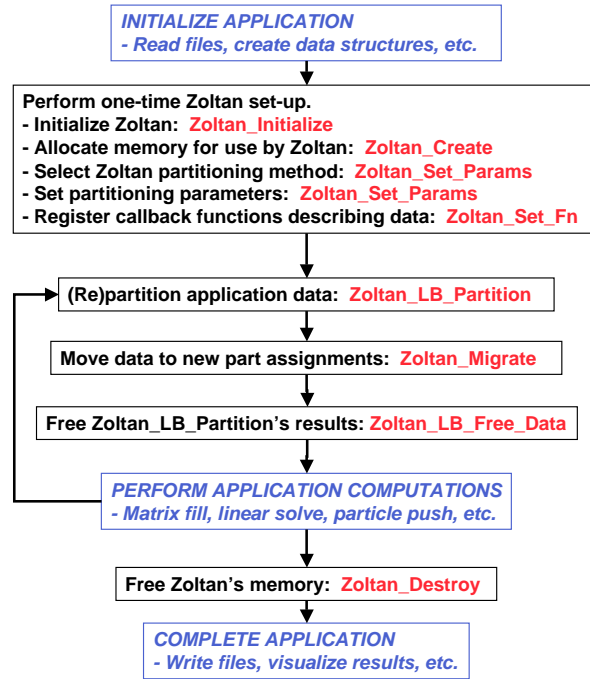 INITIALIZE APPLICATION
- Read files, create data structures, etc.
Perform one-time Zoltan set-up.
- Initialize Zoltan: Zoltan_Initialize
- Allocate memory for use by Zoltan: Zoltan_Create
- Select Zoltan partitioning method: Zoltan_Set_Params
- Set partitioning parameters: Zoltan_Set_Params
- Register callback functions describing data: Zoltan_Set_Fn
(Re)partition application data: Zoltan_LB_Partition
Move data to new part assignments: Zoltan_Migrate
Free Zoltan_LB_Partition's results: Zoltan_LB_Free_Data
PERFORM APPLICATION COMPUTATIONS
- Matrix fill, linear solve, particle push, etc.
Free Zoltan's memory: Zoltan_Destroy
COMPLETE APPLICATION
- Write files, visualize results, etc.